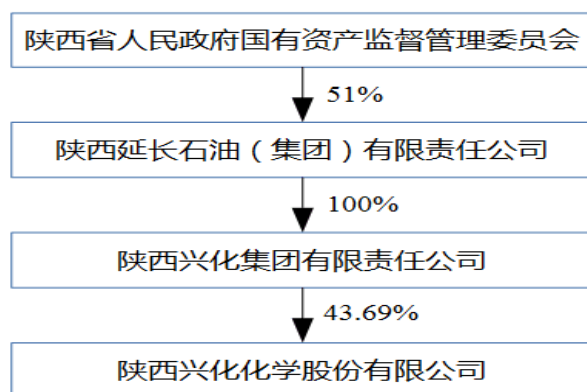 陕西省人民政府国有资产监督管理委员会
51%
陕西延长石油（集团）有限责任公司
100%
陕西兴化集团有限责任公司
43.69%
陕西兴化化学股份有限公司